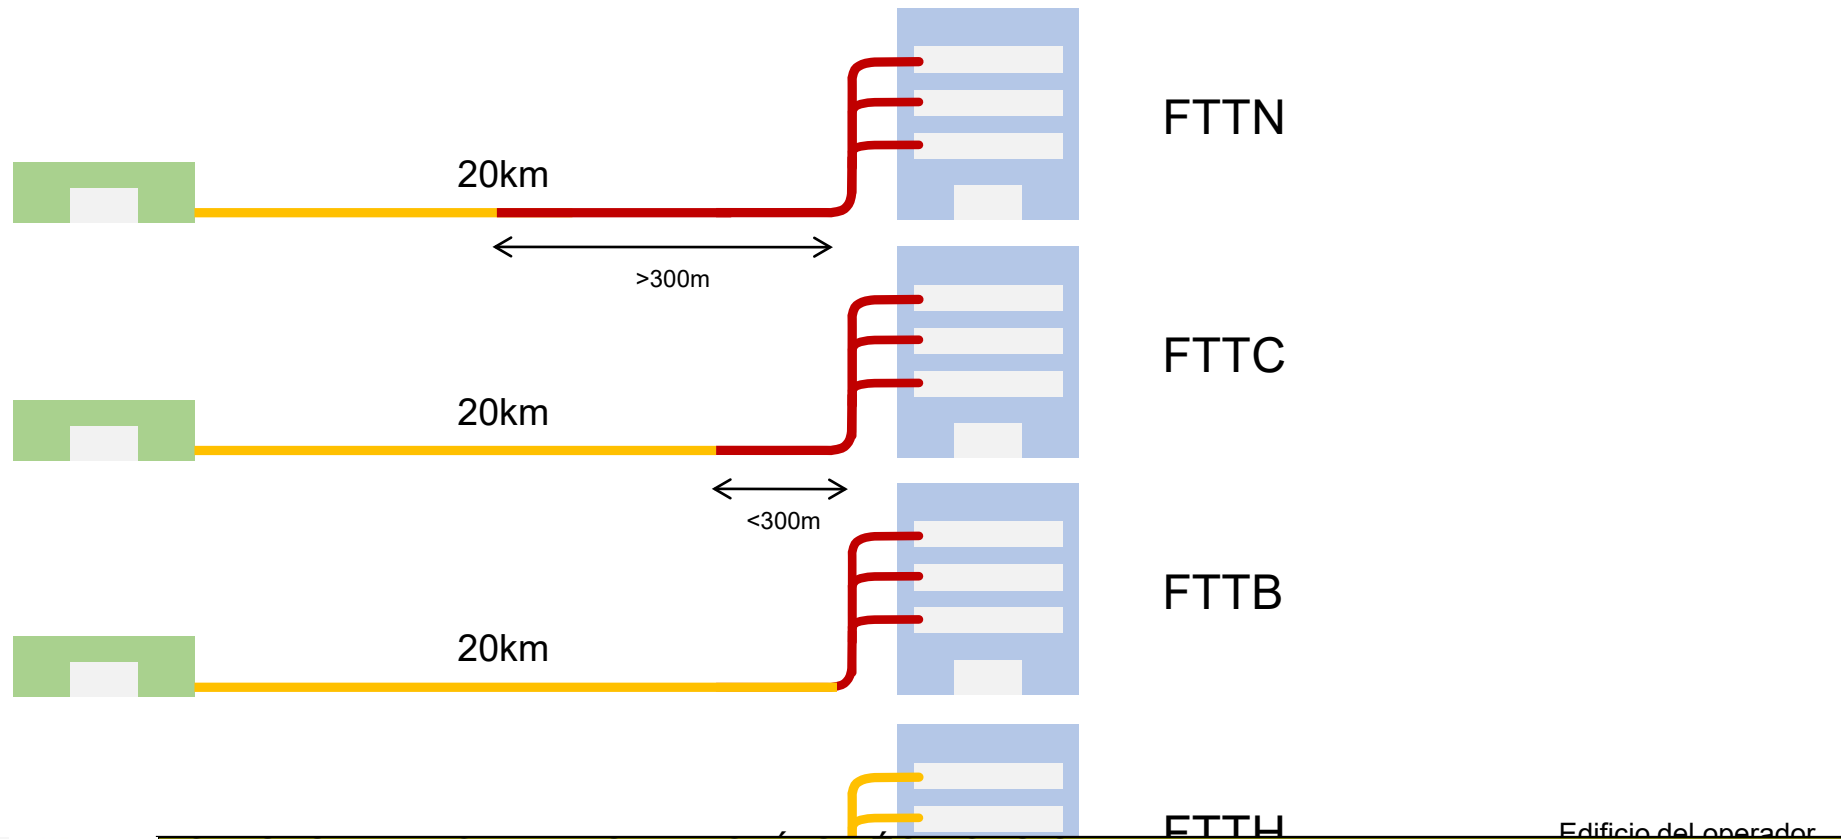 FTTN
20km
>300m
FTTC
20km
<300m
FTTB
20km
FTTH
Edificio del operador